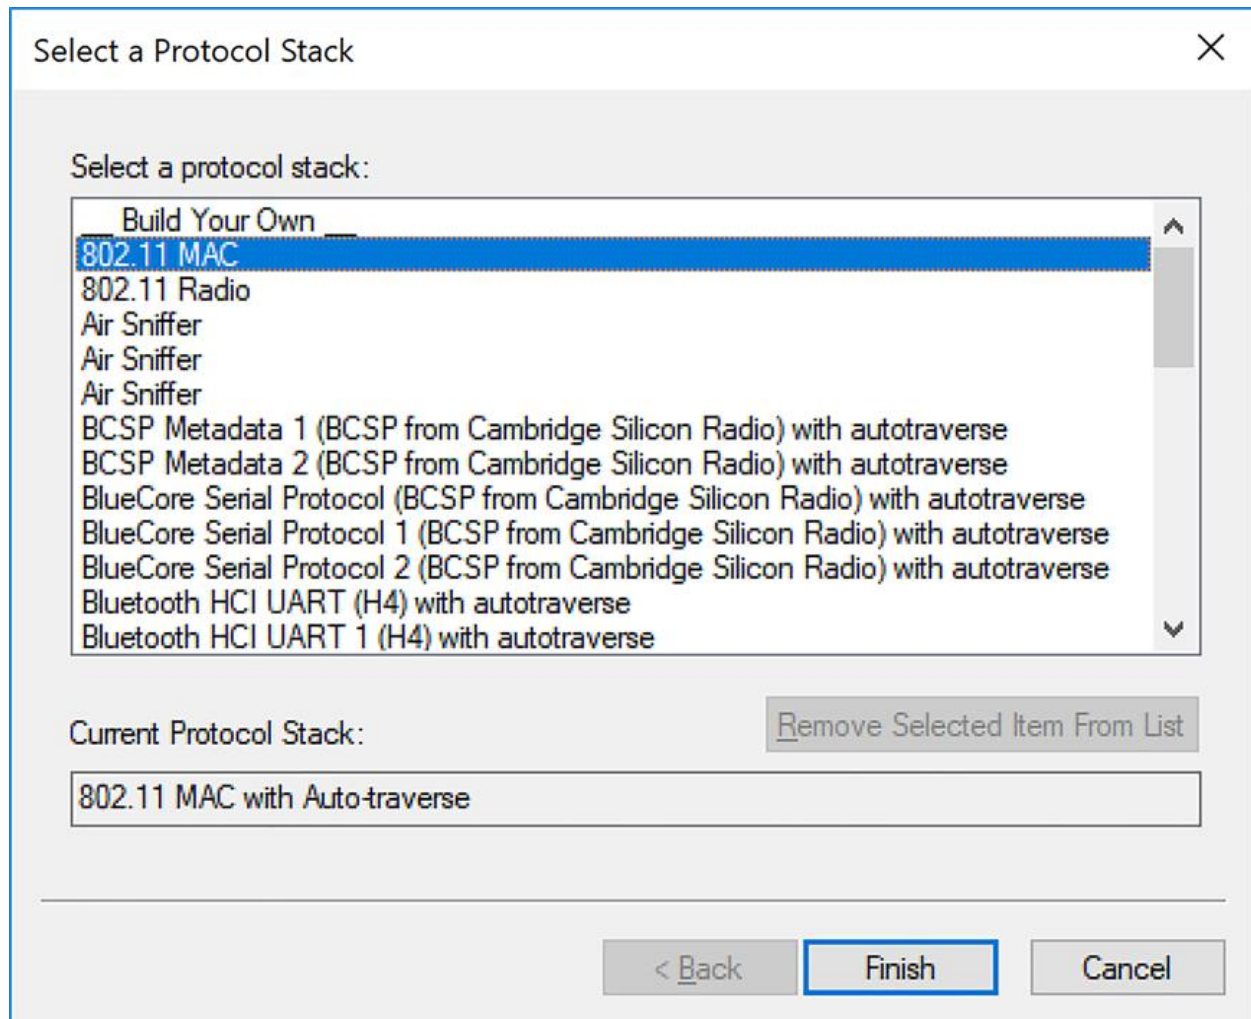 Select a Protocol Stack
Select a protocol stack:
__ Build Your Own __
802.11 MAC
802.11 Radio
Air Sniffer
Air Sniffer
Air Sniffer
BCSP Metadata 1 (BCSP from Cambridge Silicon Radio) with autotraverse
BCSP Metadata 2 (BCSP from Cambridge Silicon Radio) with autotraverse
BlueCore Serial Protocol (BCSP from Cambridge Silicon Radio) with autotraverse
BlueCore Serial Protocol 1 (BCSP from Cambridge Silicon Radio) with autotraverse
BlueCore Serial Protocol 2 (BCSP from Cambridge Silicon Radio) with autotraverse
Bluetooth HCI UART (H4) with autotraverse
Bluetooth HCI UART 1 (H4) with autotraverse
Current Protocol Stack:
Remove Selected Item From List
802.11 MAC with Auto-traverse
< Back
Finish
Cancel